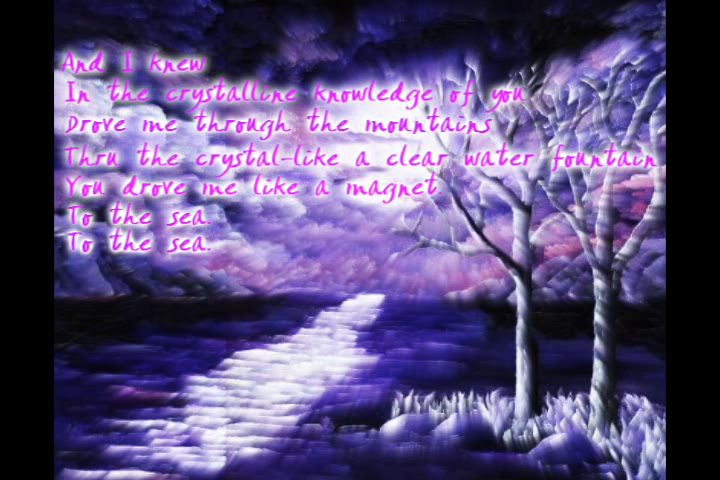 And I knew
In the crystalline knowledge of you
Drove me through the mountains
Thru the crystal-like a clear water fountain
You drove me like a magnet
To the sea.
To the sea.